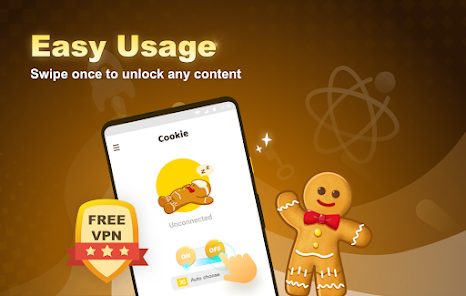 Easy Usage
Swipe once to unlock any content
Cookie
z z
Unconnected
FREE
VPN
ON
OFF
Auto choose